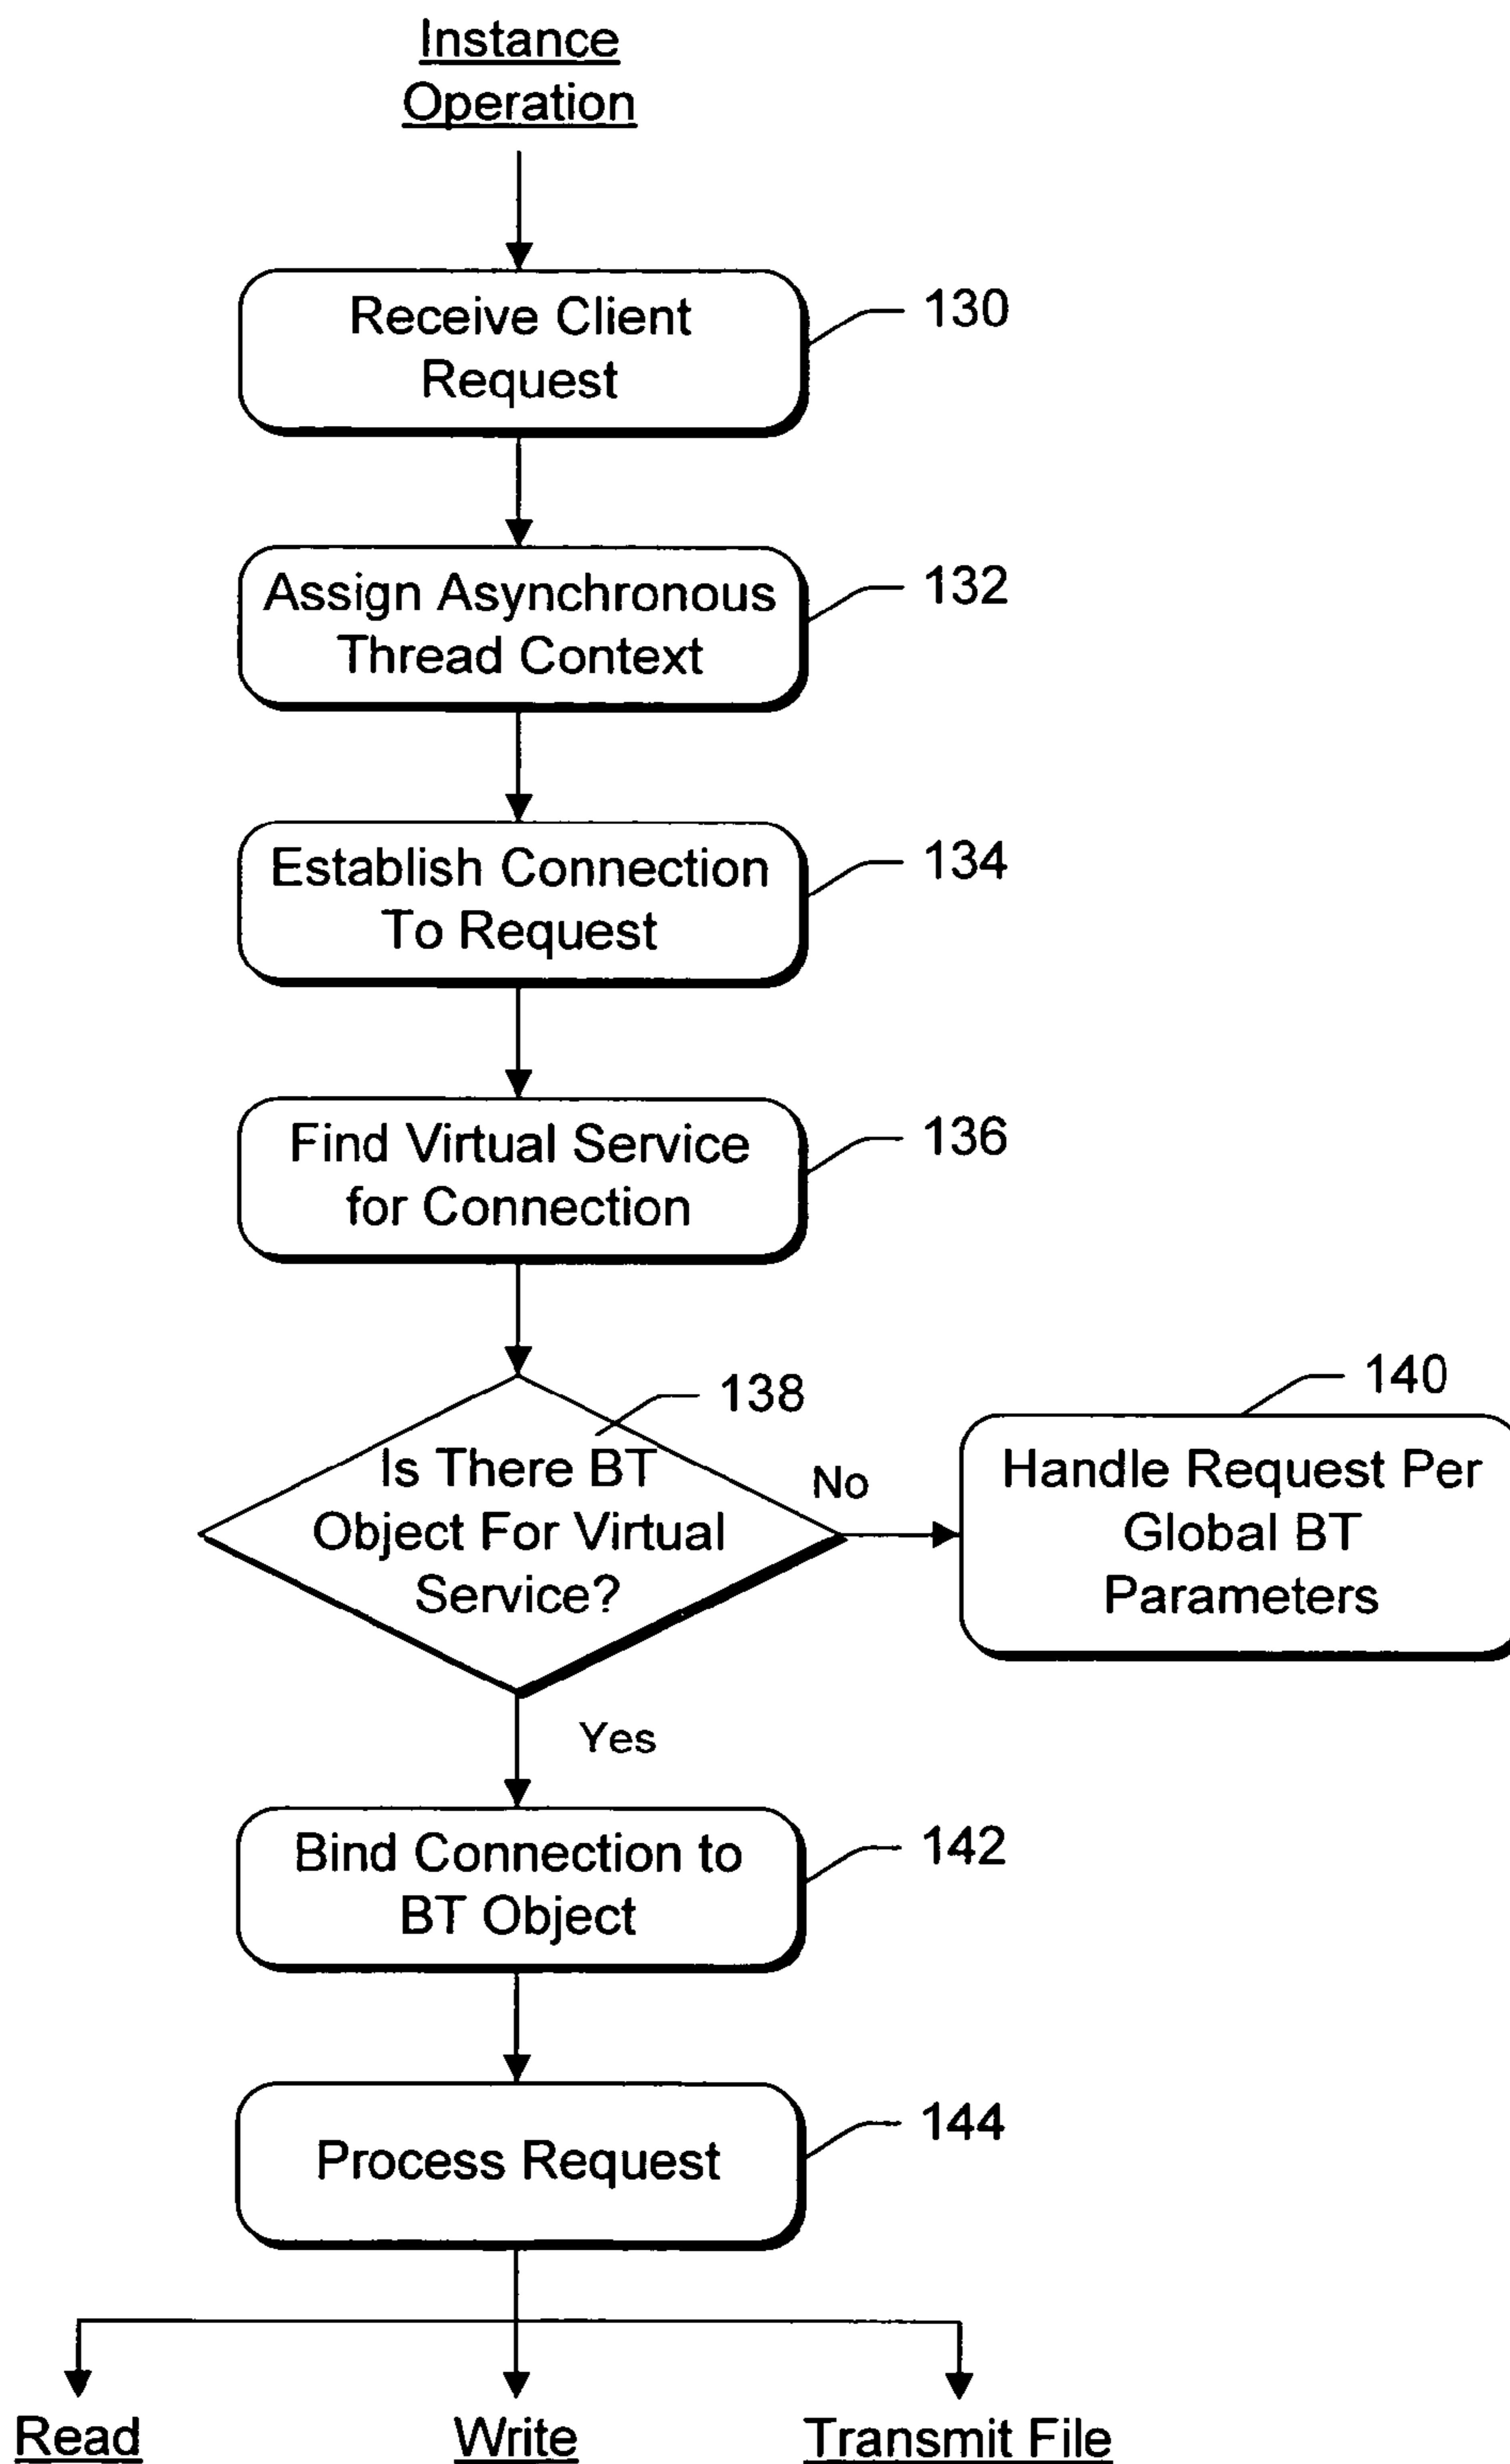 Instance
Operation
Receive Client
Request
130
Assign Asynchronous
Thread Context
132
Establish Connection
To Request
134
Find Virtual Service
for Connection
136
138
Is There BT
Object For Virtual
Service?
No
140
Handle Request Per
Global BT
Parameters
Yes
Bind Connection to
BT Object
142
Process Request
144
Read
Write
Transmit File